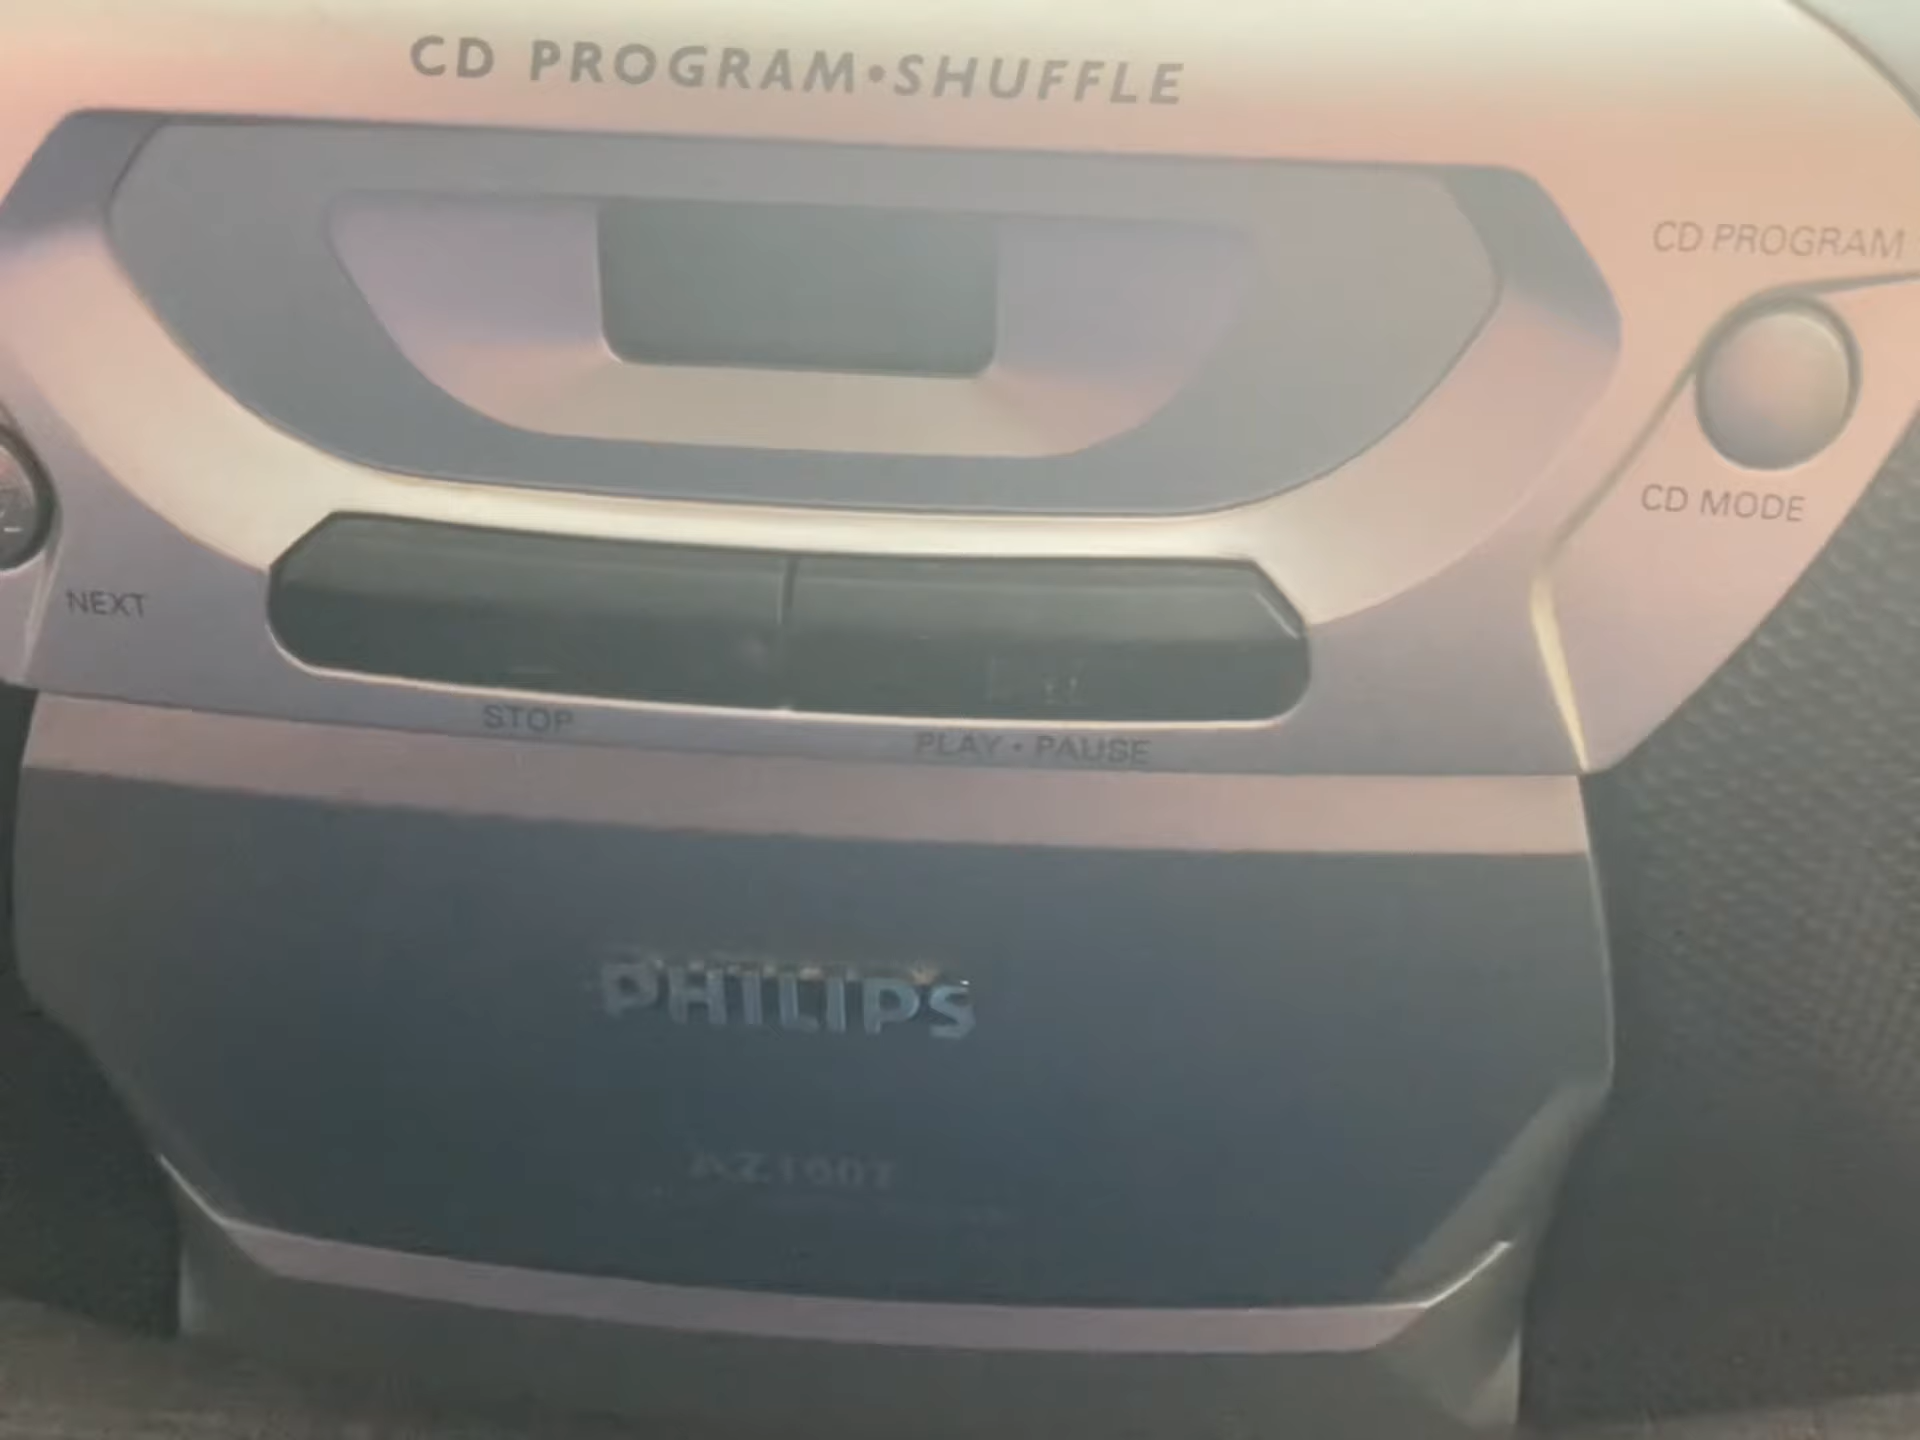 CD PROGRAM•SHUFFLE
CD PROGRAM
CD MODE
NEXT
STOP
PLAY • PAUSE
PHILIPS